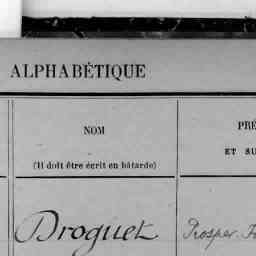 ALPHABÉTIQUE
NOM
(Il doit être écrit en bâtarde)
PRÉ
ET SU
Droguet Prosper